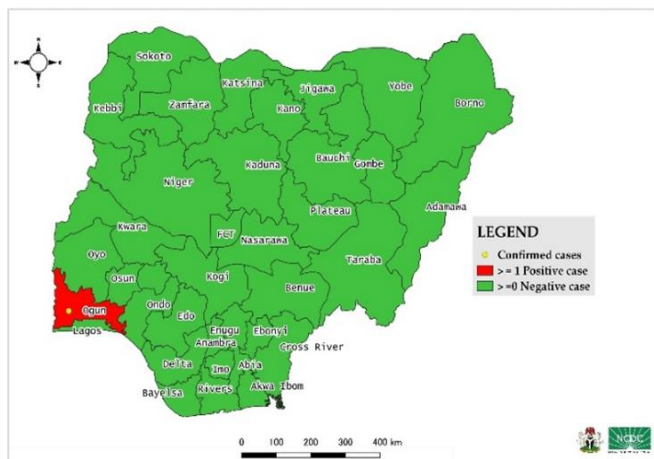 Sokoto
Katsina
Jigawa
Yobe
Borno
Kebbi
Zamfara
Kano
Kaduna
Bauchi
Gombe
Niger
Adamawa
Plateau
Kwara
FCT
Nasarawa
Oyo
Taraba
Osun
Kogi
Benue
Ogun
Ondo
Edo
Lagos
Enugu
Ebonyi
Anambra
Cross River
Delta
Imo
Abia
Bayelsa
Rivers
Akwa Ibom
LEGEND
Confirmed cases
>= 1 Positive case
>=0 Negative case
0 100 200 300 400 km
NCDC